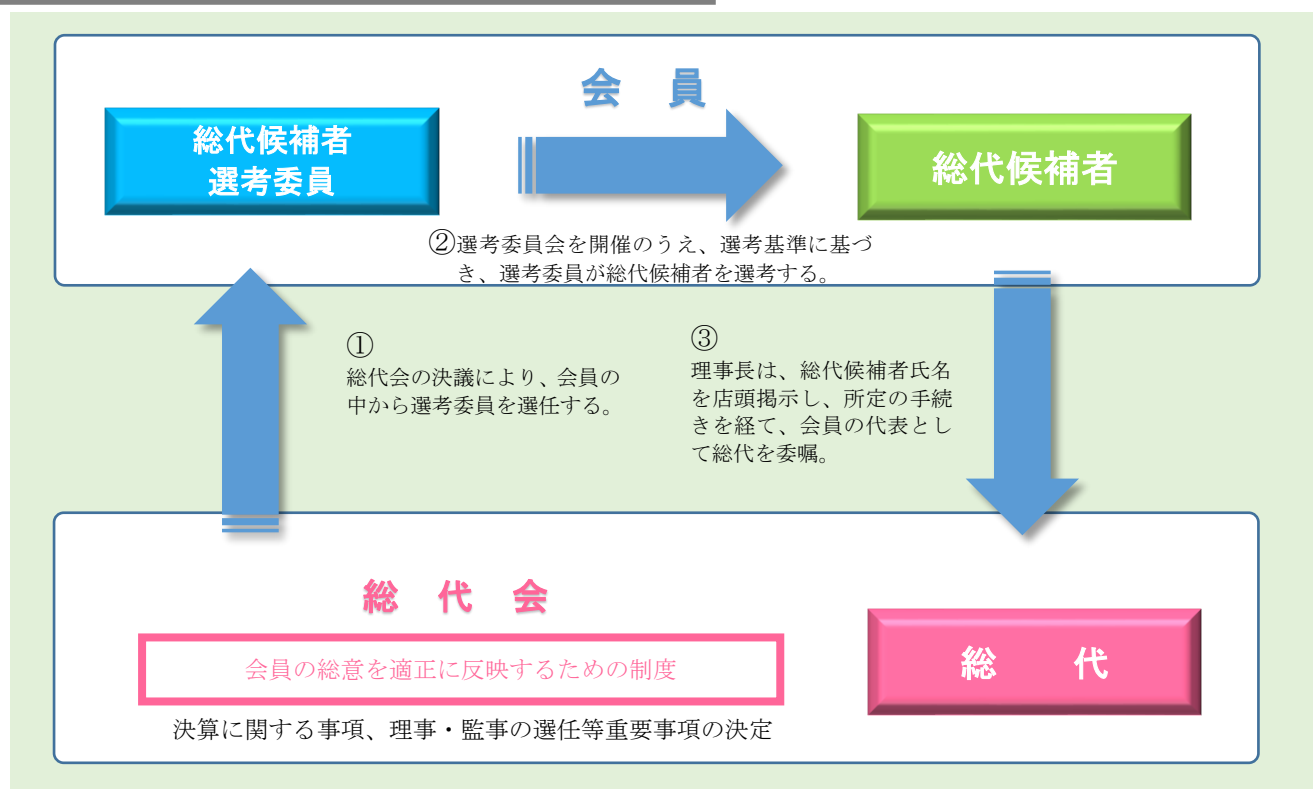 会　員
総代候補者
選考委員
総代候補者
②選考委員会を開催のうえ、選考基準に基づ
き、選考委員が総代候補者を選考する。
①
総代会の決議により、会員の
中から選考委員を選任する。
③
理事長は、総代候補者氏名
を店頭掲示し、所定の手続
きを経て、会員の代表とし
て総代を委嘱。
総　代　会
会員の総意を適正に反映するための制度
決算に関する事項、理事・監事の選任等重要事項の決定
総　代